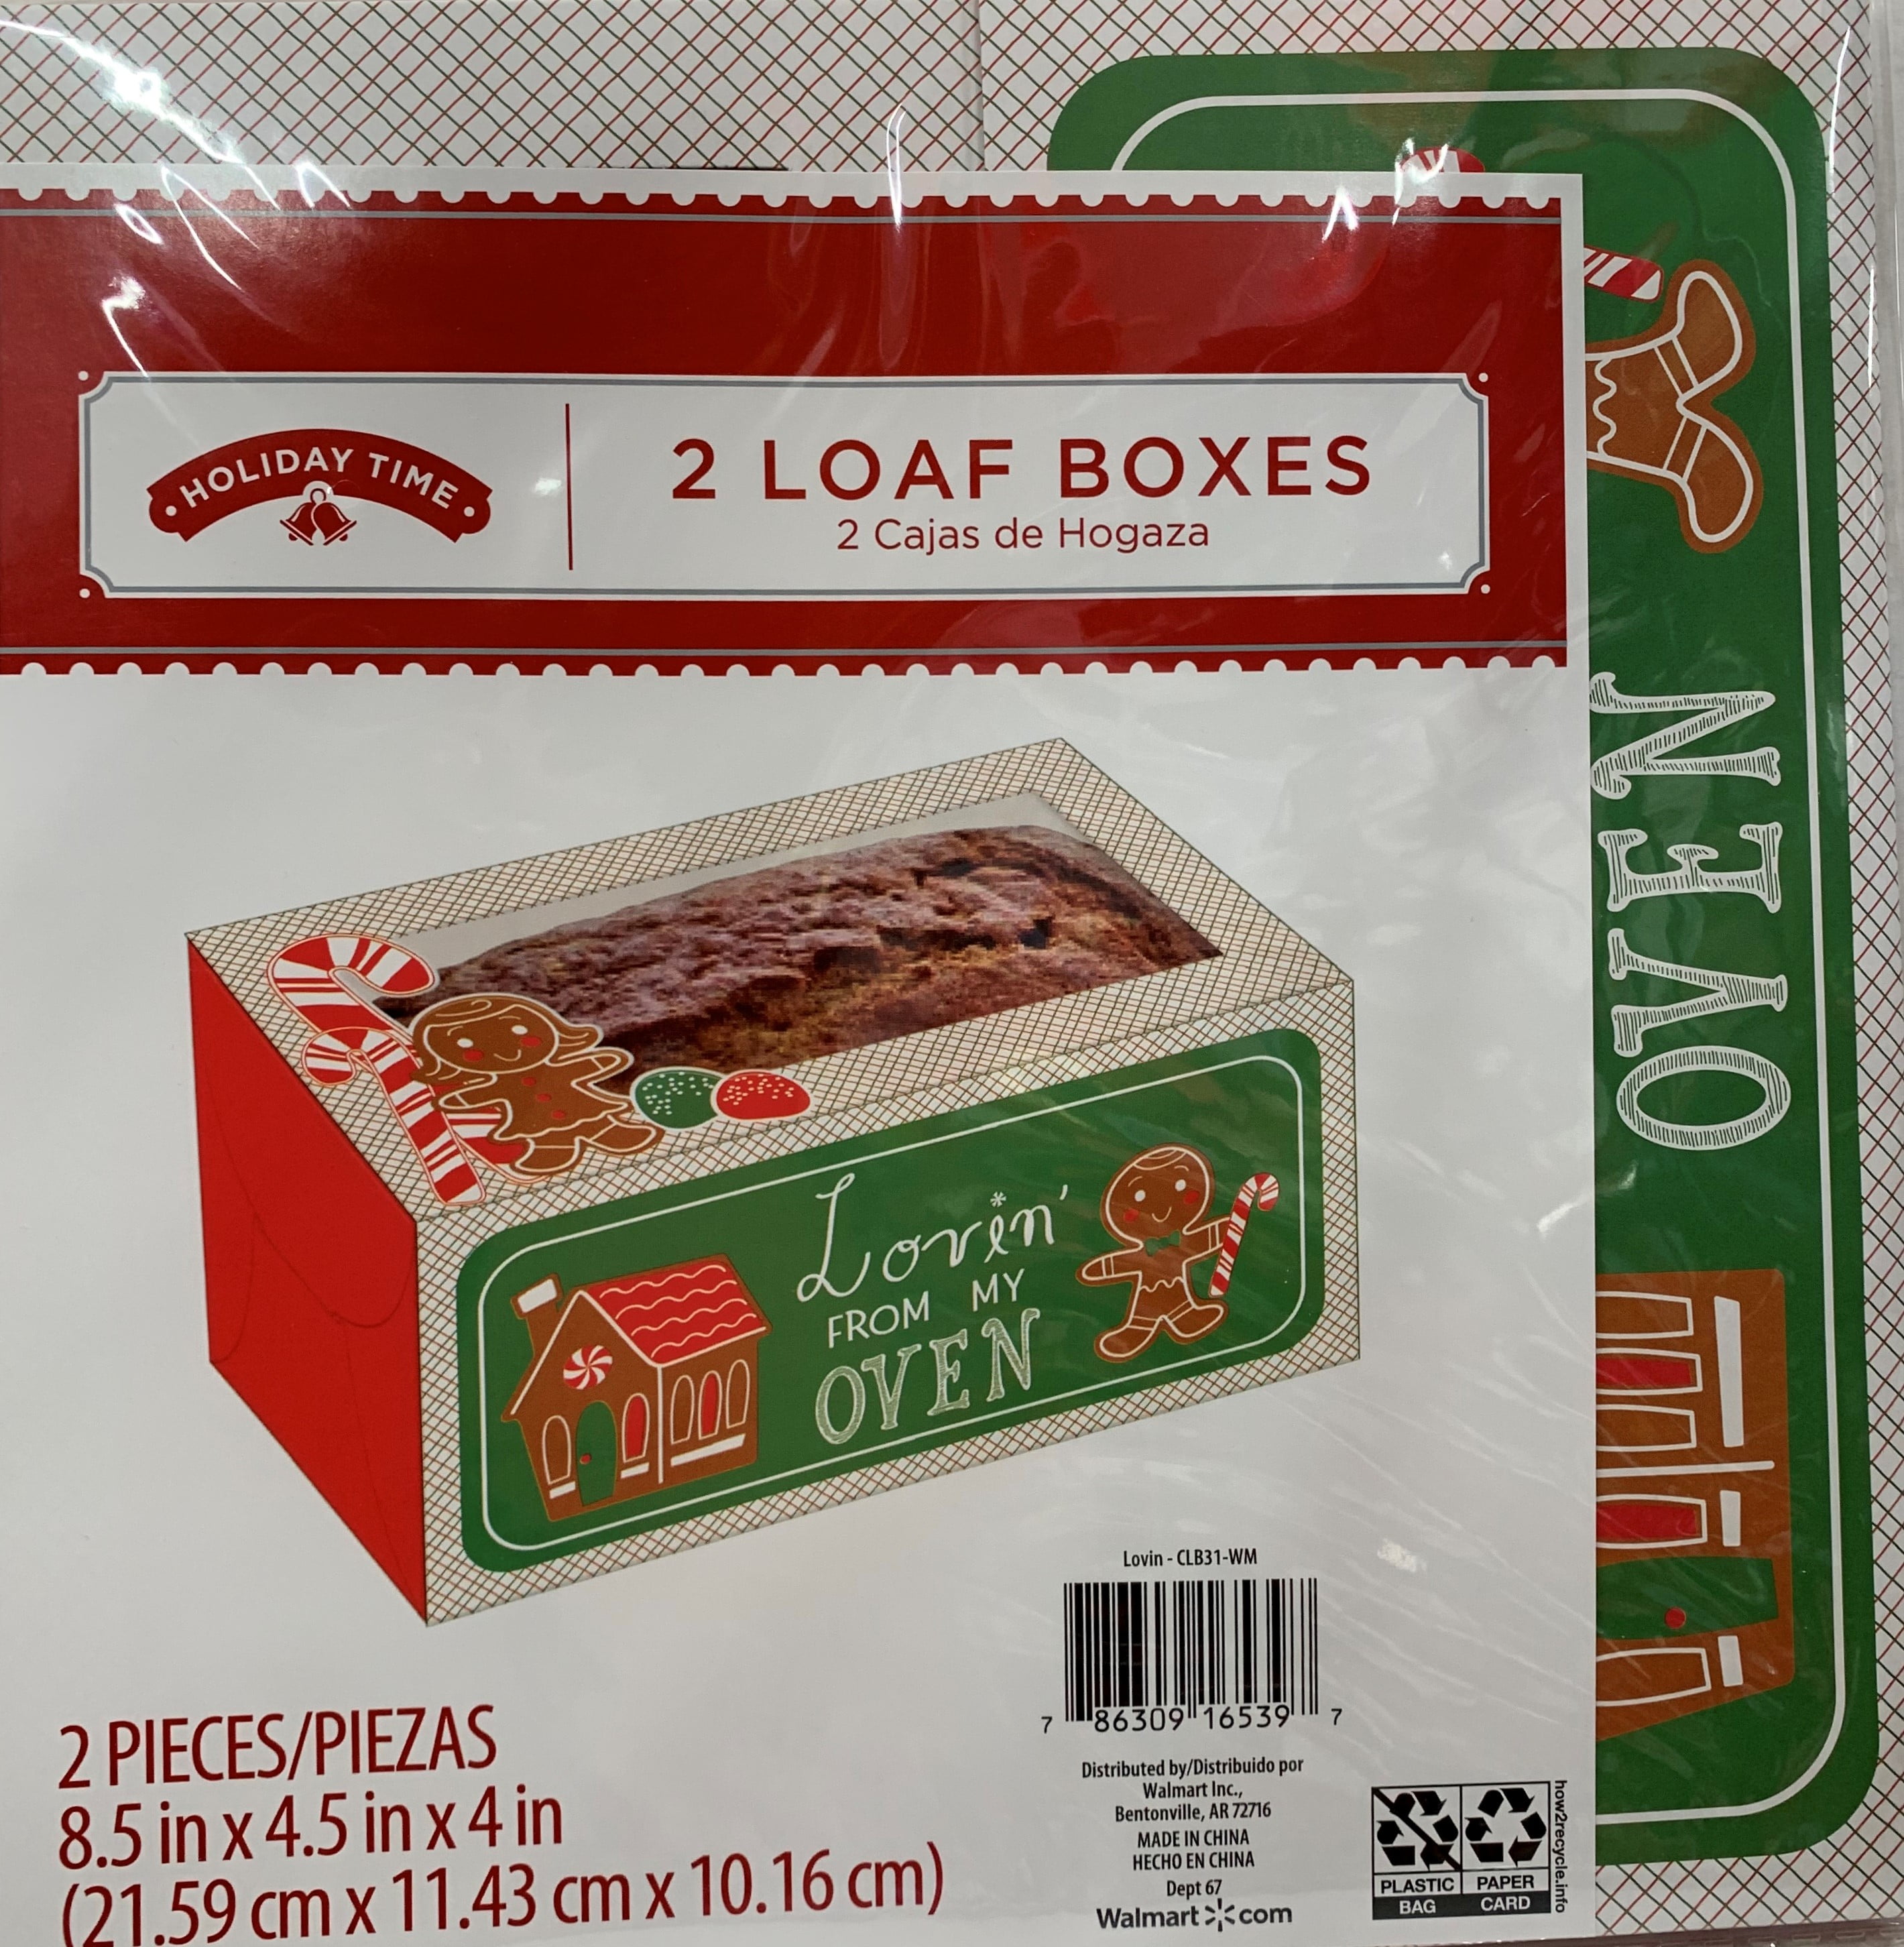 HOLIDAY TIME
2 LOAF BOXES
2 Cajas de Hogaza
OVEN
Lovin'
FROM MY
OVEN
Lovin - CLB31-WM
7 86309 16539 7
2 PIECES/PIEZAS
8.5 in x 4.5 in x 4 in
(21.59 cm x 11.43 cm x 10.16 cm)
Distributed by/Distribuido por
Walmart Inc.,
Bentonville, AR 72716
MADE IN CHINA
HECHO EN CHINA
Dept 67
Walmart com
PLASTIC
BAG
PAPER
CARD
how2recycle.info